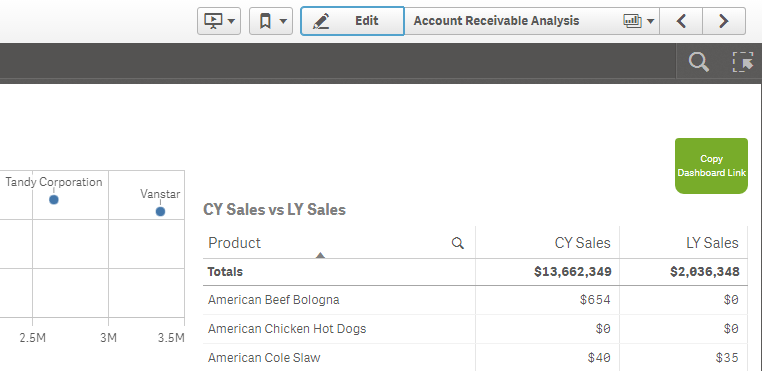 Edit
Account Receivable Analysis
Copy
Dashboard Link
Tandy Corporation
Vanstar
2.5M 3M 3.5M
CY Sales vs LY Sales
Product CY Sales LY Sales
Totals $13,662,349 $2,036,348
American Beef Bologna $654 $0
American Chicken Hot Dogs $0 $0
American Cole Slaw $40 $35